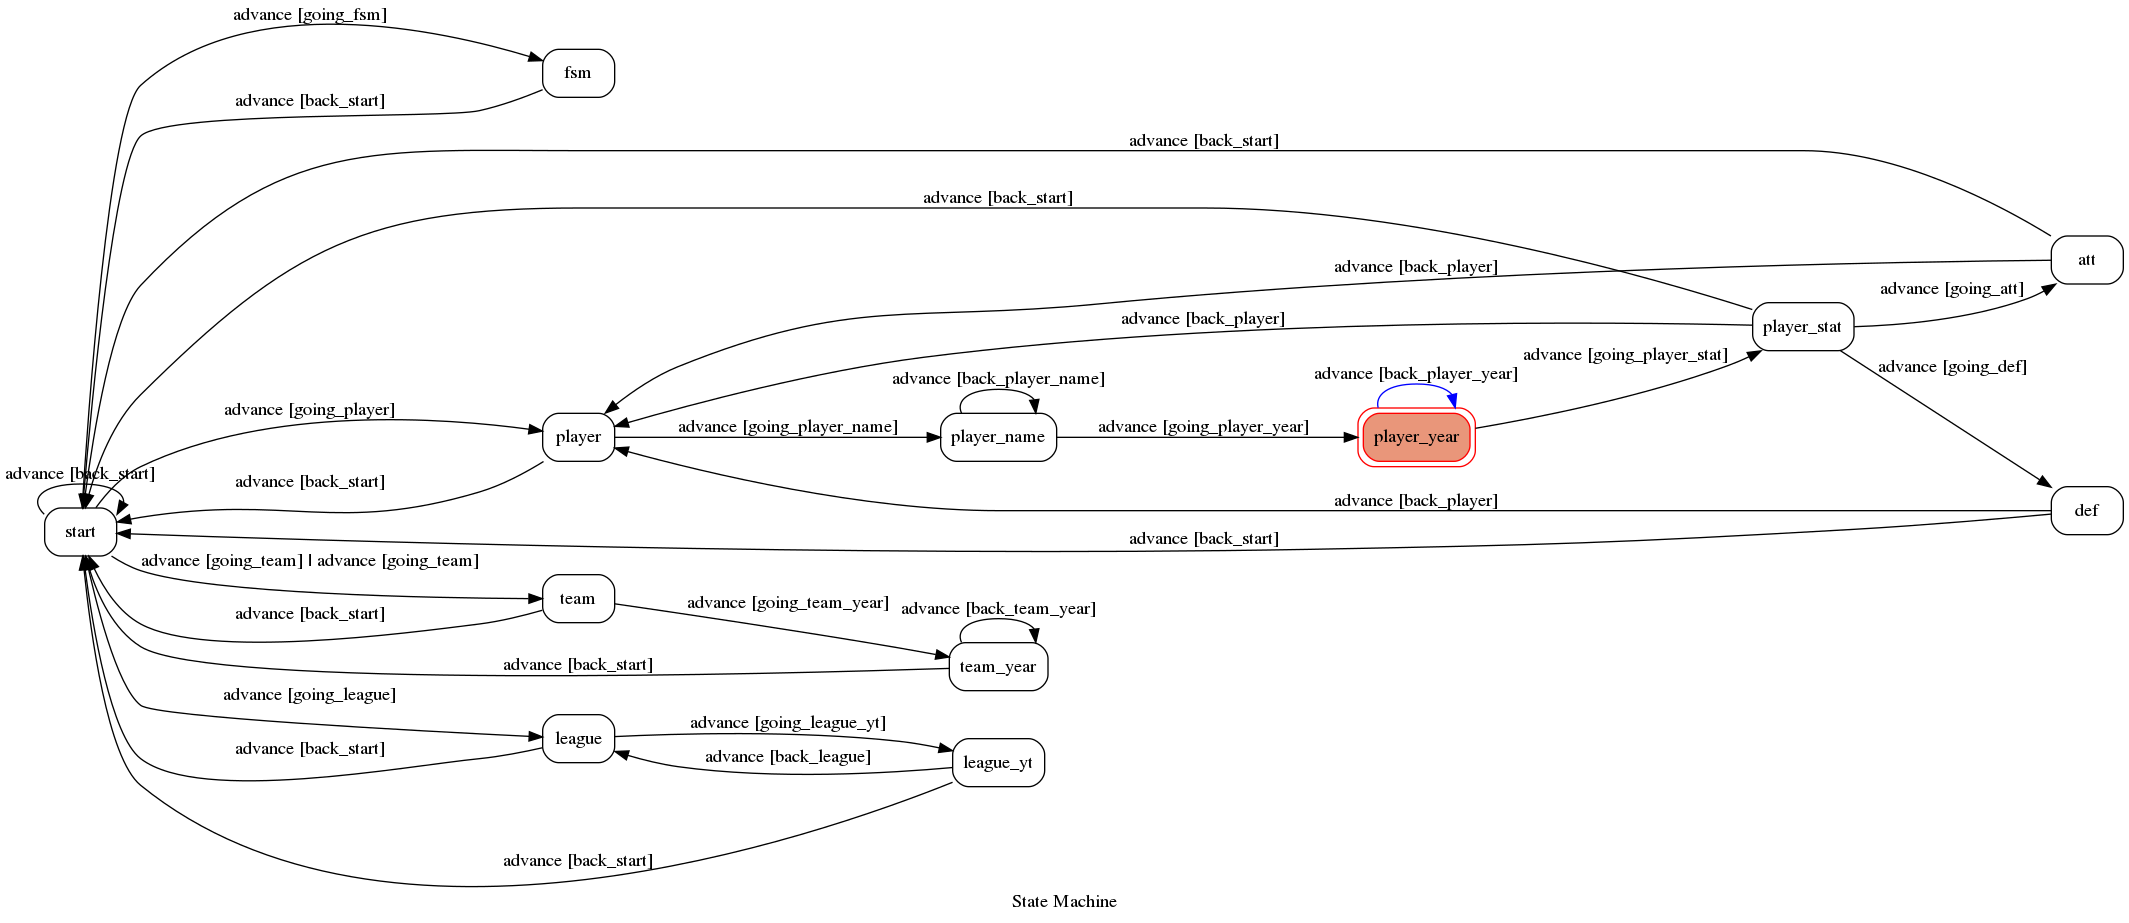 advance [going_fsm]
fsm
advance [back_start]
advance [back_start]
advance [back_start]
att
advance [back_player]
advance [going_att]
advance [back_player]
player_stat
advance [going_player_stat]
advance [going_def]
advance [back_player_name]
advance [back_player_year]
advance [going_player]
player
advance [going_player_name]
player_name
advance [going_player_year]
player_year
advance [back_start]
advance [back_start]
advance [back_player]
def
start
advance [back_start]
advance [going_team] | advance [going_team]
team
advance [going_team_year]
advance [back_team_year]
advance [back_start]
advance [back_start]
team_year
advance [going_league]
league
advance [going_league_yt]
advance [back_start]
advance [back_league]
league_yt
advance [back_start]
State Machine